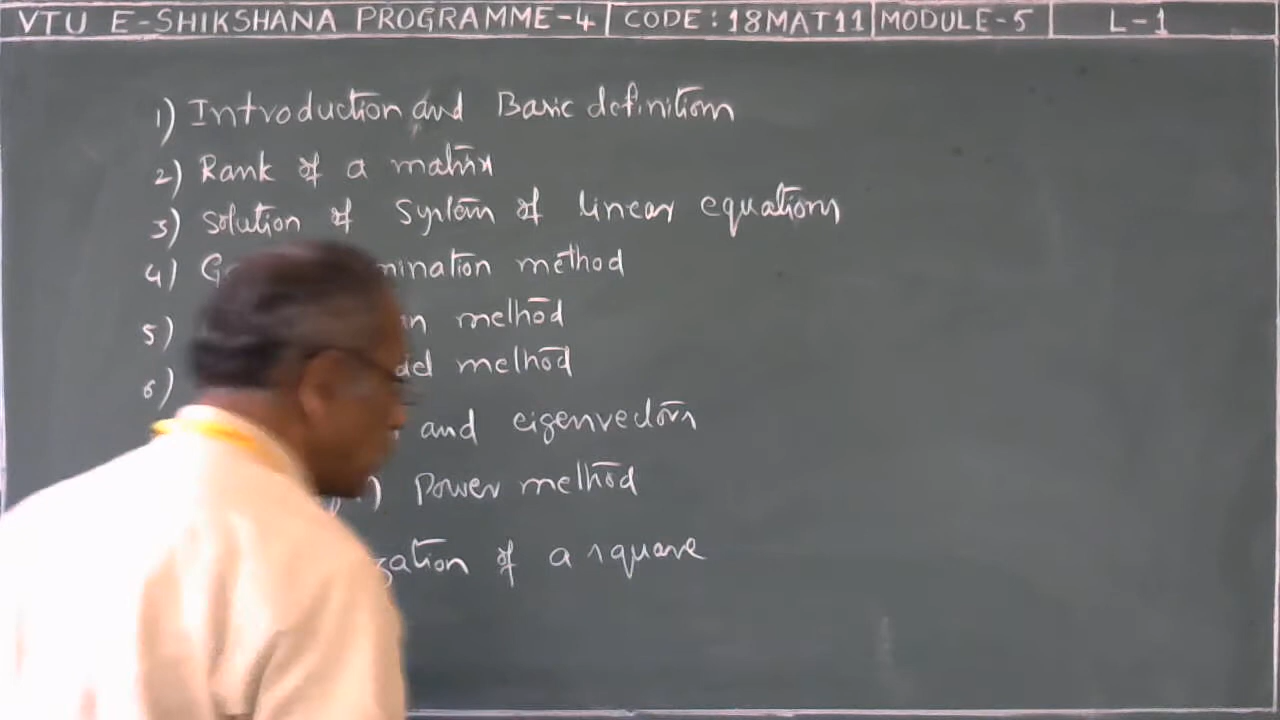 VTU E-SHIKSHANA PROGRAMME-4 CODE: 18MAT11 MODULE-5 L-1
1) Introduction and Basic definitions
2) Rank of a matrix
3) Solution of System of linear equations
4) mination method
5) method
6) del method
and eigenvectors
) Power method
zation of a square